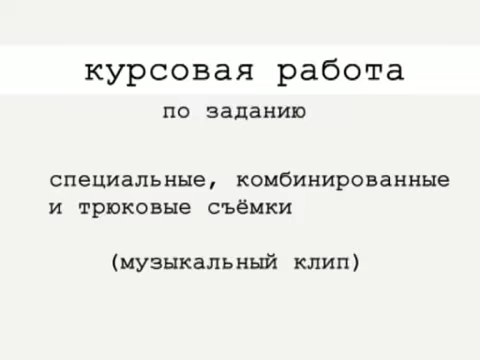 курсовая работа
по заданию
специальные, комбинированные
и трюковые съёмки
(музыкальный клип)